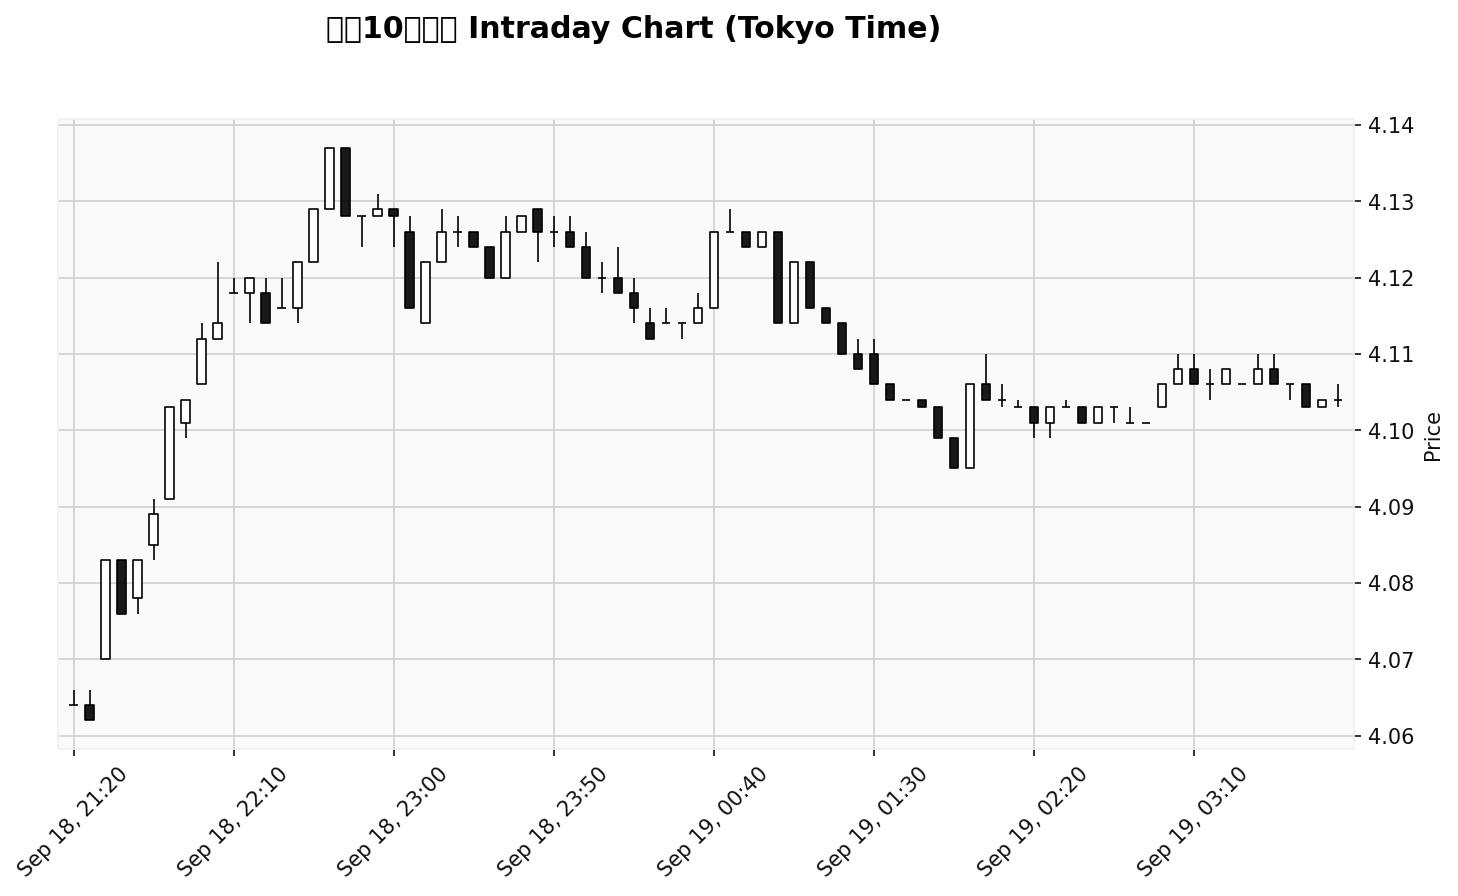 10 Intraday Chart (Tokyo Time)
4.14
4.13
4.12
4.11
4.10
4.09
4.08
4.07
4.06
Price
Sep 18, 21:20
Sep 18, 22:10
Sep 18, 23:00
Sep 18, 23:50
Sep 19, 00:40
Sep 19, 01:30
Sep 19, 02:20
Sep 19, 03:10